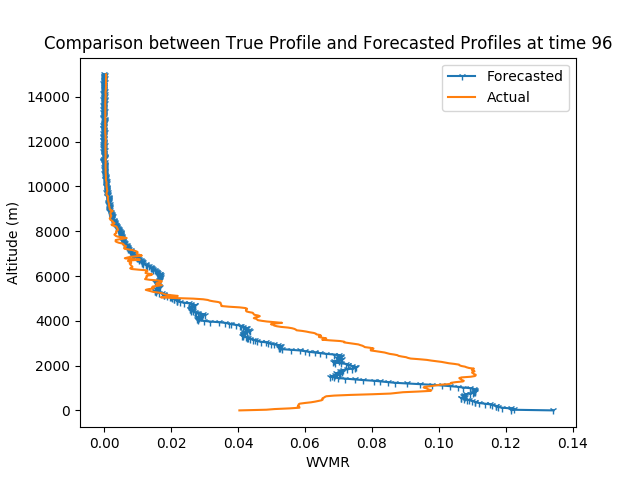 Comparison between True Profile and Forecasted Profiles at time 96
Forecasted
Actual
14000
12000
10000
8000
6000
4000
2000
0
Altitude (m)
0.00 0.02 0.04 0.06 0.08 0.10 0.12 0.14
WVMR